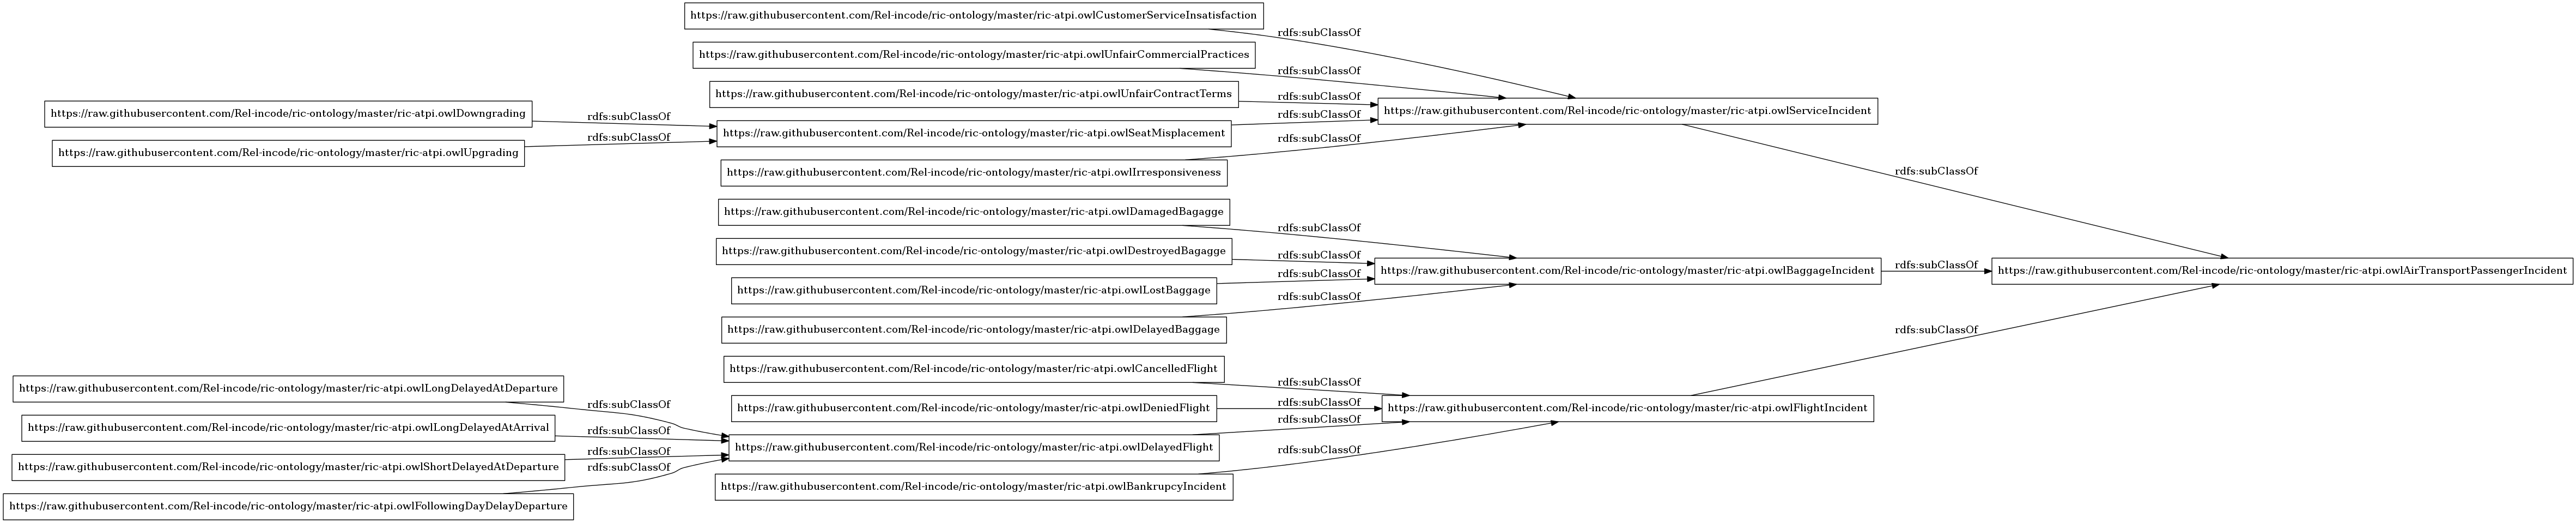 https://raw.githubusercontent.com/Rel-incode/ric-ontology/master/ric-atpi.owlCustomerServiceInsatisfaction
rdfs:subClassOf
https://raw.githubusercontent.com/Rel-incode/ric-ontology/master/ric-atpi.owlUnfairCommercialPractices
rdfs:subClassOf
https://raw.githubusercontent.com/Rel-incode/ric-ontology/master/ric-atpi.owlUnfairContractTerms
rdfs:subClassOf
https://raw.githubusercontent.com/Rel-incode/ric-ontology/master/ric-atpi.owlServiceIncident
https://raw.githubusercontent.com/Rel-incode/ric-ontology/master/ric-atpi.owlDowngrading
rdfs:subClassOf
https://raw.githubusercontent.com/Rel-incode/ric-ontology/master/ric-atpi.owlSeatMisplacement
rdfs:subClassOf
https://raw.githubusercontent.com/Rel-incode/ric-ontology/master/ric-atpi.owlUpgrading
rdfs:subClassOf
https://raw.githubusercontent.com/Rel-incode/ric-ontology/master/ric-atpi.owlIrresponsiveness
rdfs:subClassOf
rdfs:subClassOf
https://raw.githubusercontent.com/Rel-incode/ric-ontology/master/ric-atpi.owlDamagedBagagge
rdfs:subClassOf
https://raw.githubusercontent.com/Rel-incode/ric-ontology/master/ric-atpi.owlDestroyedBagagge
rdfs:subClassOf
https://raw.githubusercontent.com/Rel-incode/ric-ontology/master/ric-atpi.owlBaggageIncident
rdfs:subClassOf
https://raw.githubusercontent.com/Rel-incode/ric-ontology/master/ric-atpi.owlAirTransportPassengerIncident
https://raw.githubusercontent.com/Rel-incode/ric-ontology/master/ric-atpi.owlLostBaggage
rdfs:subClassOf
https://raw.githubusercontent.com/Rel-incode/ric-ontology/master/ric-atpi.owlDelayedBaggage
rdfs:subClassOf
rdfs:subClassOf
https://raw.githubusercontent.com/Rel-incode/ric-ontology/master/ric-atpi.owlCancelledFlight
rdfs:subClassOf
https://raw.githubusercontent.com/Rel-incode/ric-ontology/master/ric-atpi.owlLongDelayedAtDeparture
rdfs:subClassOf
https://raw.githubusercontent.com/Rel-incode/ric-ontology/master/ric-atpi.owlDeniedFlight
rdfs:subClassOf
https://raw.githubusercontent.com/Rel-incode/ric-ontology/master/ric-atpi.owlFlightIncident
https://raw.githubusercontent.com/Rel-incode/ric-ontology/master/ric-atpi.owlLongDelayedAtArrival
rdfs:subClassOf
https://raw.githubusercontent.com/Rel-incode/ric-ontology/master/ric-atpi.owlDelayedFlight
rdfs:subClassOf
https://raw.githubusercontent.com/Rel-incode/ric-ontology/master/ric-atpi.owlShortDelayedAtDeparture
rdfs:subClassOf
https://raw.githubusercontent.com/Rel-incode/ric-ontology/master/ric-atpi.owlBankrupcyIncident
rdfs:subClassOf
https://raw.githubusercontent.com/Rel-incode/ric-ontology/master/ric-atpi.owlFollowingDayDelayDeparture
rdfs:subClassOf